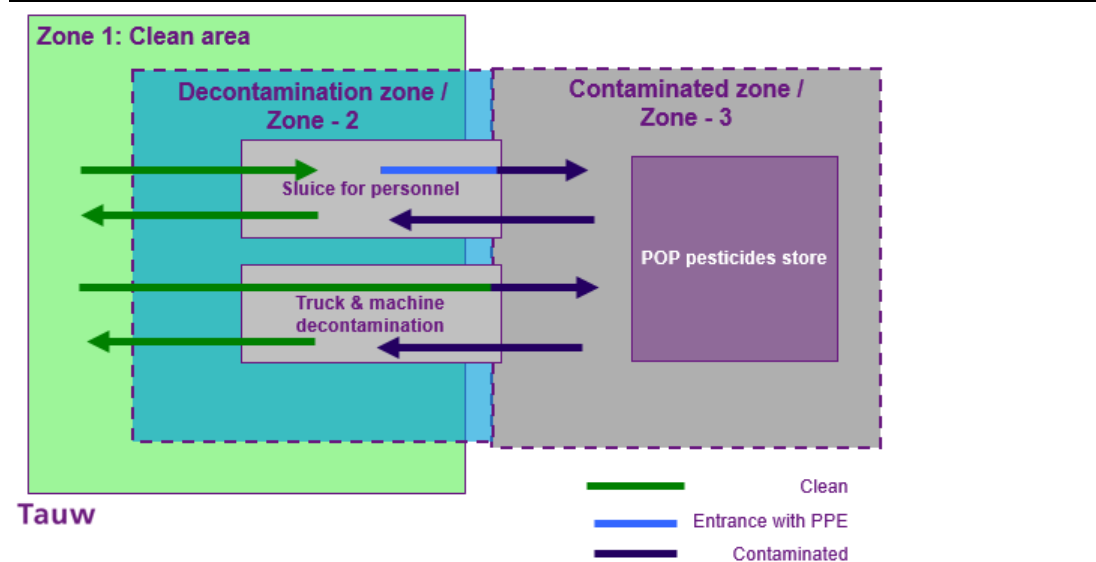 Zone 1: Clean area
Decontamination zone /
Zone - 2
Contaminated zone /
Zone - 3
Sluice for personnel
POP pesticides store
Truck & machine
decontamination
Clean
Tauw
Entrance with PPE
Contaminated